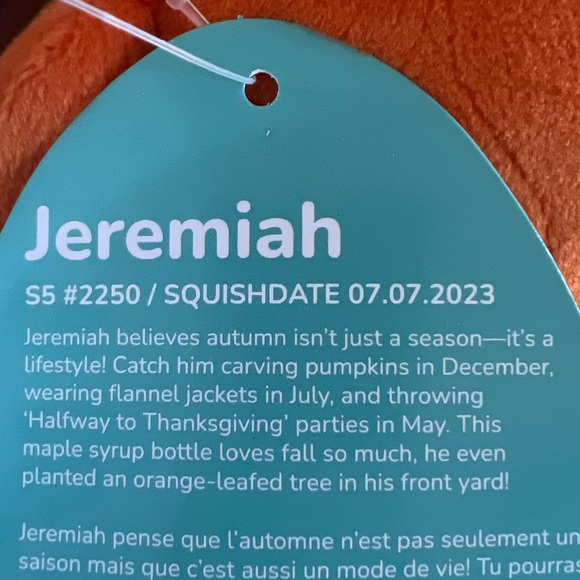 Jeremiah
S5 #2250 / SQUISHDATE 07.07.2023
Jeremiah believes autumn isn't just a season—it's a
lifestyle! Catch him carving pumpkins in December,
wearing flannel jackets in July, and throwing
'Halfway to Thanksgiving' parties in May. This
maple syrup bottle loves fall so much, he even
planted an orange-leafed tree in his front yard!
Jeremiah pense que l'automne n'est pas seulement un
saison mais que c'est aussi un mode de vie! Tu pourras